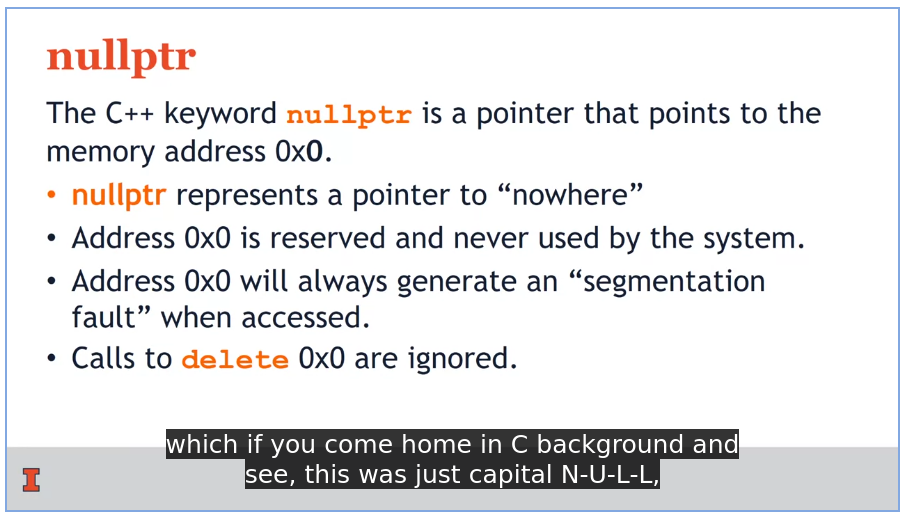 nullptr
The C++ keyword nullptr is a pointer that points to the
memory address 0x0.
• nullptr represents a pointer to “nowhere”
• Address 0x0 is reserved and never used by the system.
• Address 0x0 will always generate an “segmentation
fault” when accessed.
• Calls to delete 0x0 are ignored.
which if you come home in C background and
see, this was just capital N-U-L-L,